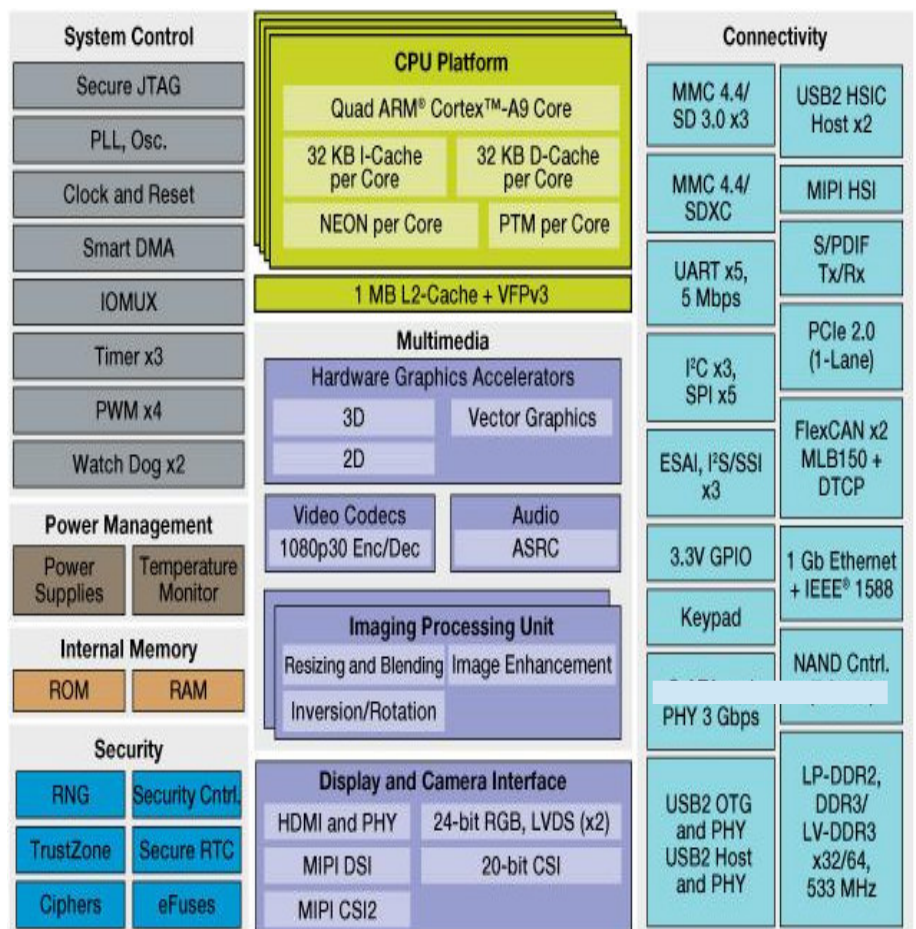 System Control
Secure JTAG
PLL, Osc.
Clock and Reset
Smart DMA
IOMUX
Timer x3
PWM x4
Watch Dog x2
Power Management
Power
Supplies
Temperature
Monitor
Internal Memory
ROM
RAM
Security
RNG
Security Cntrl.
TrustZone
Secure RTC
Ciphers
eFuses
CPU Platform
Quad ARM® Cortex™-A9 Core
32 KB I-Cache
per Core
32 KB D-Cache
per Core
NEON per Core
PTM per Core
1 MB L2-Cache + VFPv3
Multimedia
Hardware Graphics Accelerators
3D
Vector Graphics
2D
Video Codecs
1080p30 Enc/Dec
Audio
ASRC
Imaging Processing Unit
Resizing and Blending
Image Enhancement
Inversion/Rotation
Display and Camera Interface
HDMI and PHY
24-bit RGB, LVDS (x2)
MIPI DSI
20-bit CSI
MIPI CSI2
Connectivity
MMC 4.4/
SD 3.0 x3
MMC 4.4/
SDXC
UART x5,
5 Mbps
I²C x3,
SPI x5
ESAI, I²S/SSI
x3
3.3V GPIO
Keypad
PHY 3 Gbps
USB2 OTG
and PHY
USB2 Host
and PHY
USB2 HSIC
Host x2
MIPI HSI
S/PDIF
Tx/Rx
PCIe 2.0
(1-Lane)
FlexCAN x2
MLB150 +
DTCP
1 Gb Ethernet
+ IEEE® 1588
NAND Cntrl.
LP-DDR2,
DDR3/
LV-DDR3
x32/64,
533 MHz